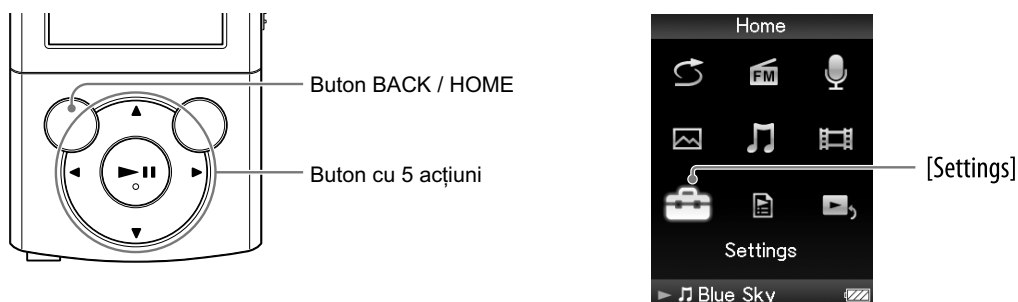 Buton BACK / HOME
Buton cu 5 acțiuni
Home
FM
[Settings]
Settings
Blue Sky